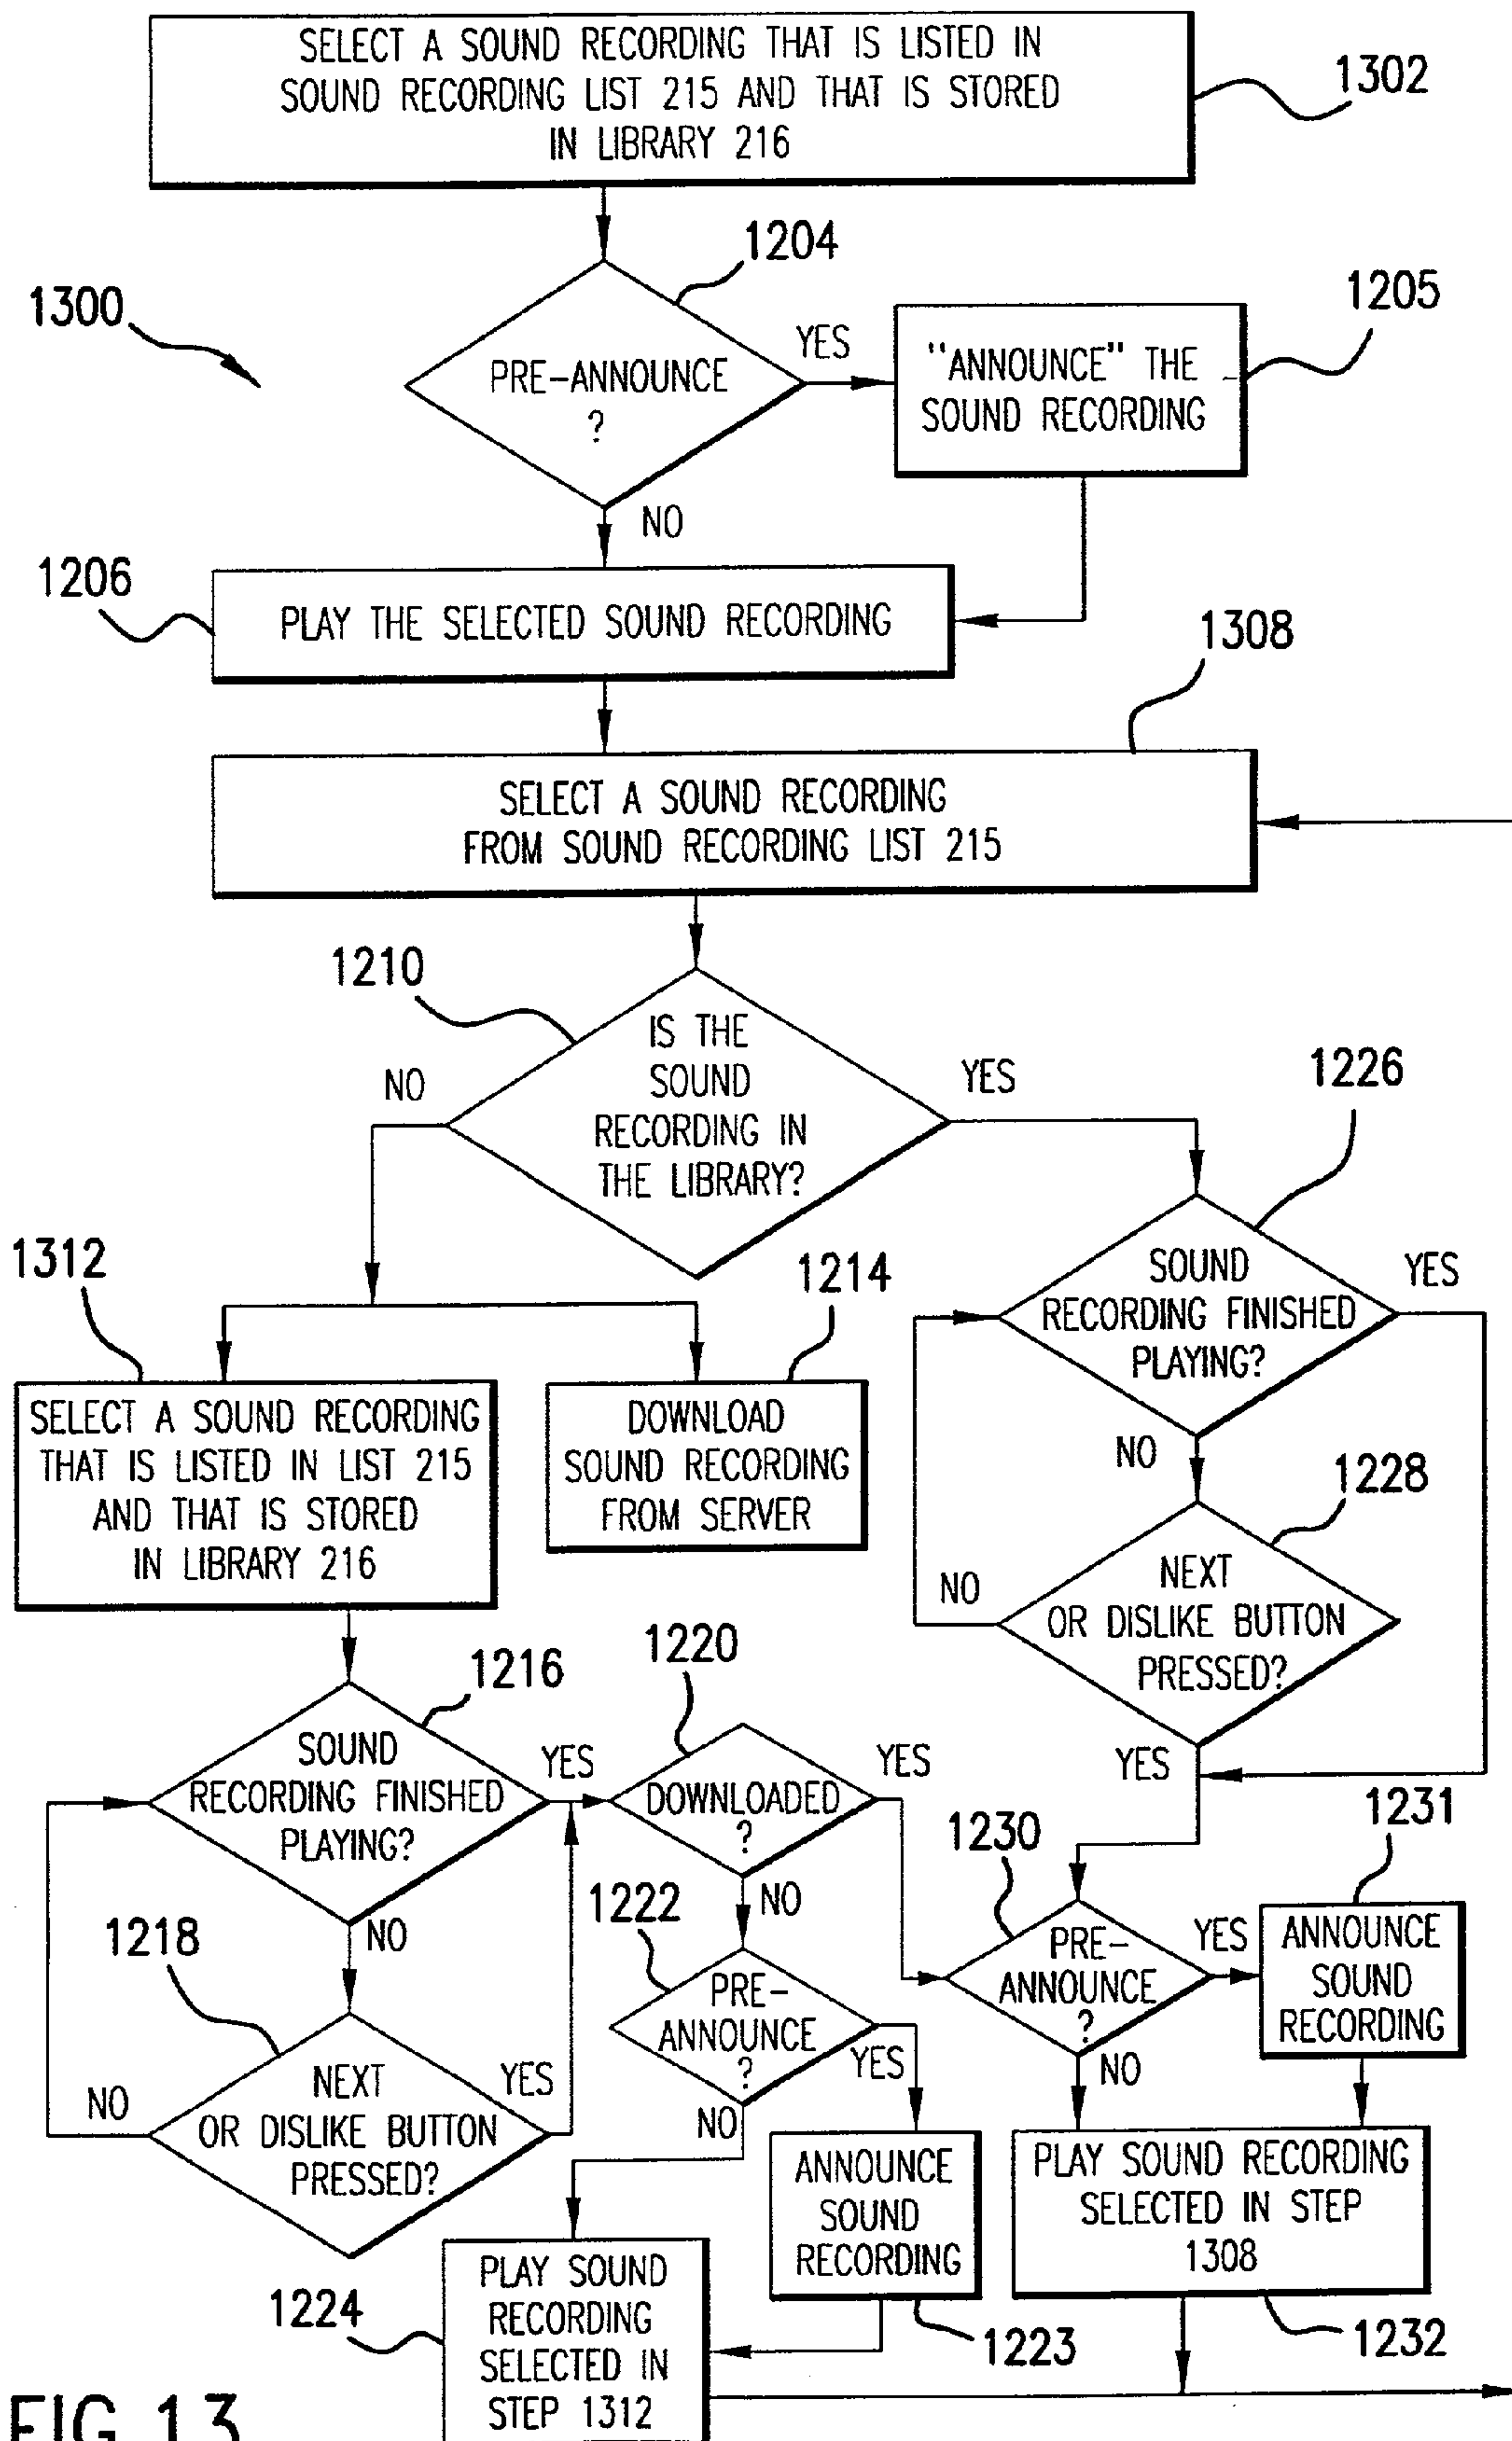 SELECT A SOUND RECORDING THAT IS LISTED IN
SOUND RECORDING LIST 215 AND THAT IS STORED
IN LIBRARY 216
1302
1204
1300
PRE-ANNOUNCE
?
YES
NO
1205
"ANNOUNCE" THE
SOUND RECORDING
1206
PLAY THE SELECTED SOUND RECORDING
1308
SELECT A SOUND RECORDING
FROM SOUND RECORDING LIST 215
1210
IS THE
SOUND
RECORDING IN
THE LIBRARY?
NO
YES
1226
SOUND
RECORDING FINISHED
PLAYING?
YES
NO
1312
SELECT A SOUND RECORDING
THAT IS LISTED IN LIST 215
AND THAT IS STORED
IN LIBRARY 216
1214
DOWNLOAD
SOUND RECORDING
FROM SERVER
1228
NEXT
OR DISLIKE BUTTON
PRESSED?
NO
YES
1216
SOUND
RECORDING FINISHED
PLAYING?
YES
NO
1220
DOWNLOADED
?
YES
NO
1218
NEXT
OR DISLIKE BUTTON
PRESSED?
NO
YES
1222
PRE-
ANNOUNCE
?
YES
NO
1230
PRE-
ANNOUNCE
?
YES
NO
1231
ANNOUNCE
SOUND
RECORDING
ANNOUNCE
SOUND
RECORDING
1223
PLAY SOUND RECORDING
SELECTED IN STEP
1308
1232
1224
PLAY SOUND
RECORDING
SELECTED IN
STEP 1312
FIG.13